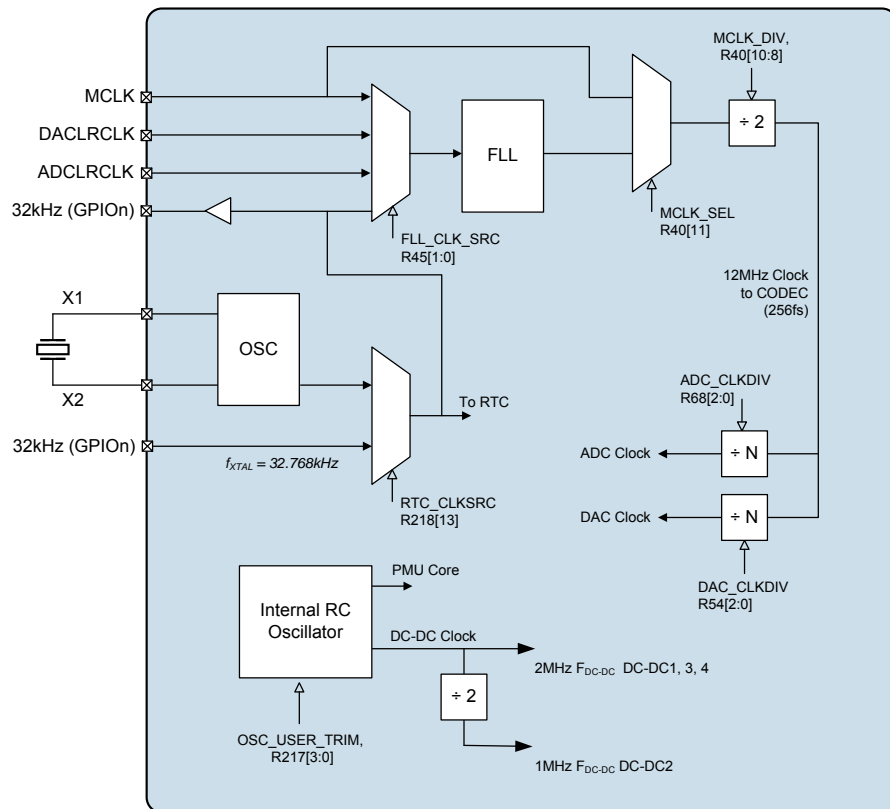 MCLK_DIV,
R40[10:8]
MCLK
DACLRCLK
ADCLRCLK
32kHz (GPIOn)
FLL
÷ 2
FLL_CLK_SRC
R45[1:0]
MCLK_SEL
R40[11]
12MHz Clock
to CODEC
(256fs)
X1
OSC
X2
To RTC
32kHz (GPIOn)
fXTAL = 32.768kHz
RTC_CLKSRC
R218[13]
ADC_CLKDIV
R68[2:0]
ADC Clock
÷ N
DAC Clock
÷ N
DAC_CLKDIV
R54[2:0]
Internal RC
Oscillator
PMU Core
DC-DC Clock
2MHz FDC-DC DC-DC1, 3, 4
÷ 2
OSC_USER_TRIM,
R217[3:0]
1MHz FDC-DC DC-DC2